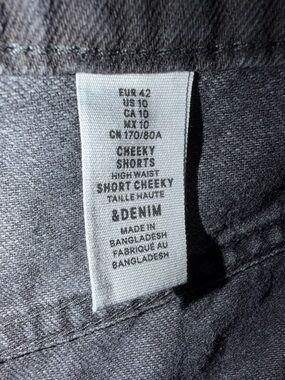 EUR 42
US 10
CA 10
MX 10
CN 170/80A
CHEEKY
SHORTS
HIGH WAIST
SHORT CHEEKY
TAILLE HAUTE
&DENIM
MADE IN
BANGLADESH
FABRIQUÉ AU
BANGLADESH